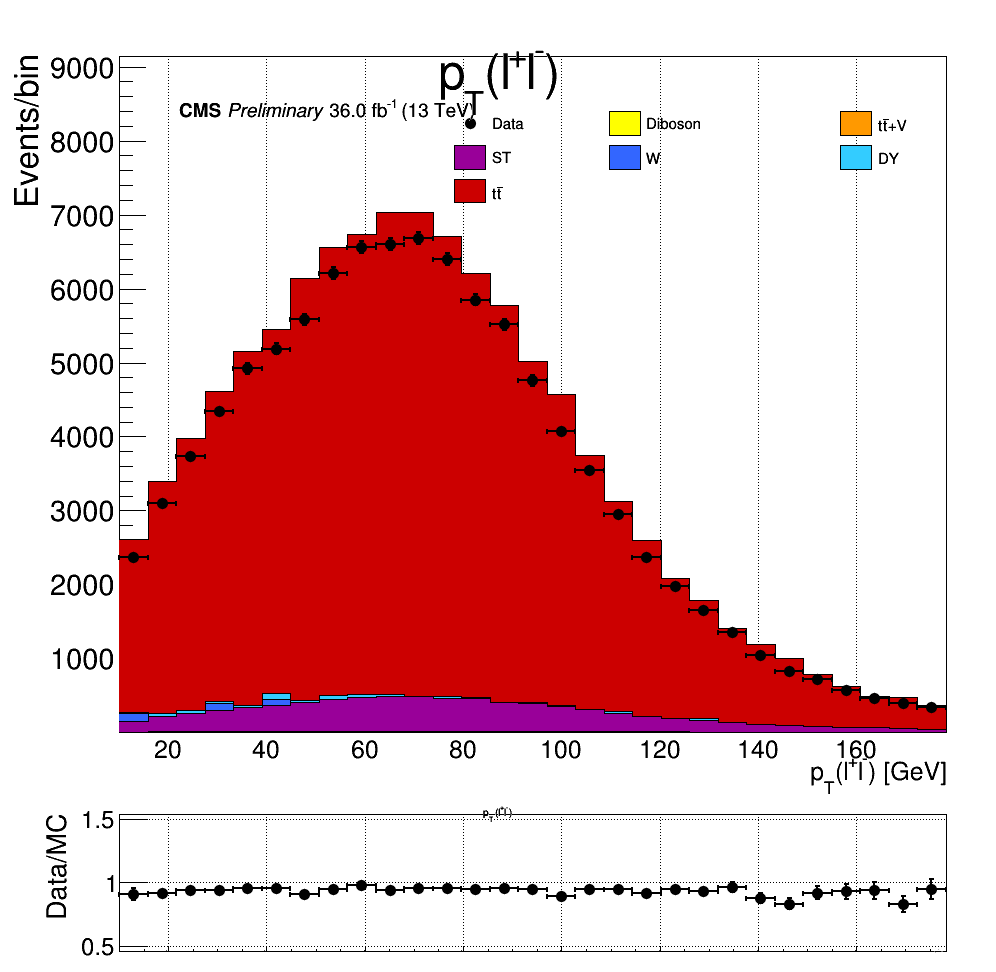 p_T(l⁺l⁻)
CMS Preliminary 36.0 fb⁻¹ (13 TeV)
Data
Diboson
tt̄+V
ST
W
DY
tt̄
Events/bin
9000
8000
7000
6000
5000
4000
3000
2000
1000
20 40 60 80 100 120 140 160
p_T(l⁺l⁻) [GeV]
p_T(l⁺l⁻)
Data/MC
1.5
1
0.5